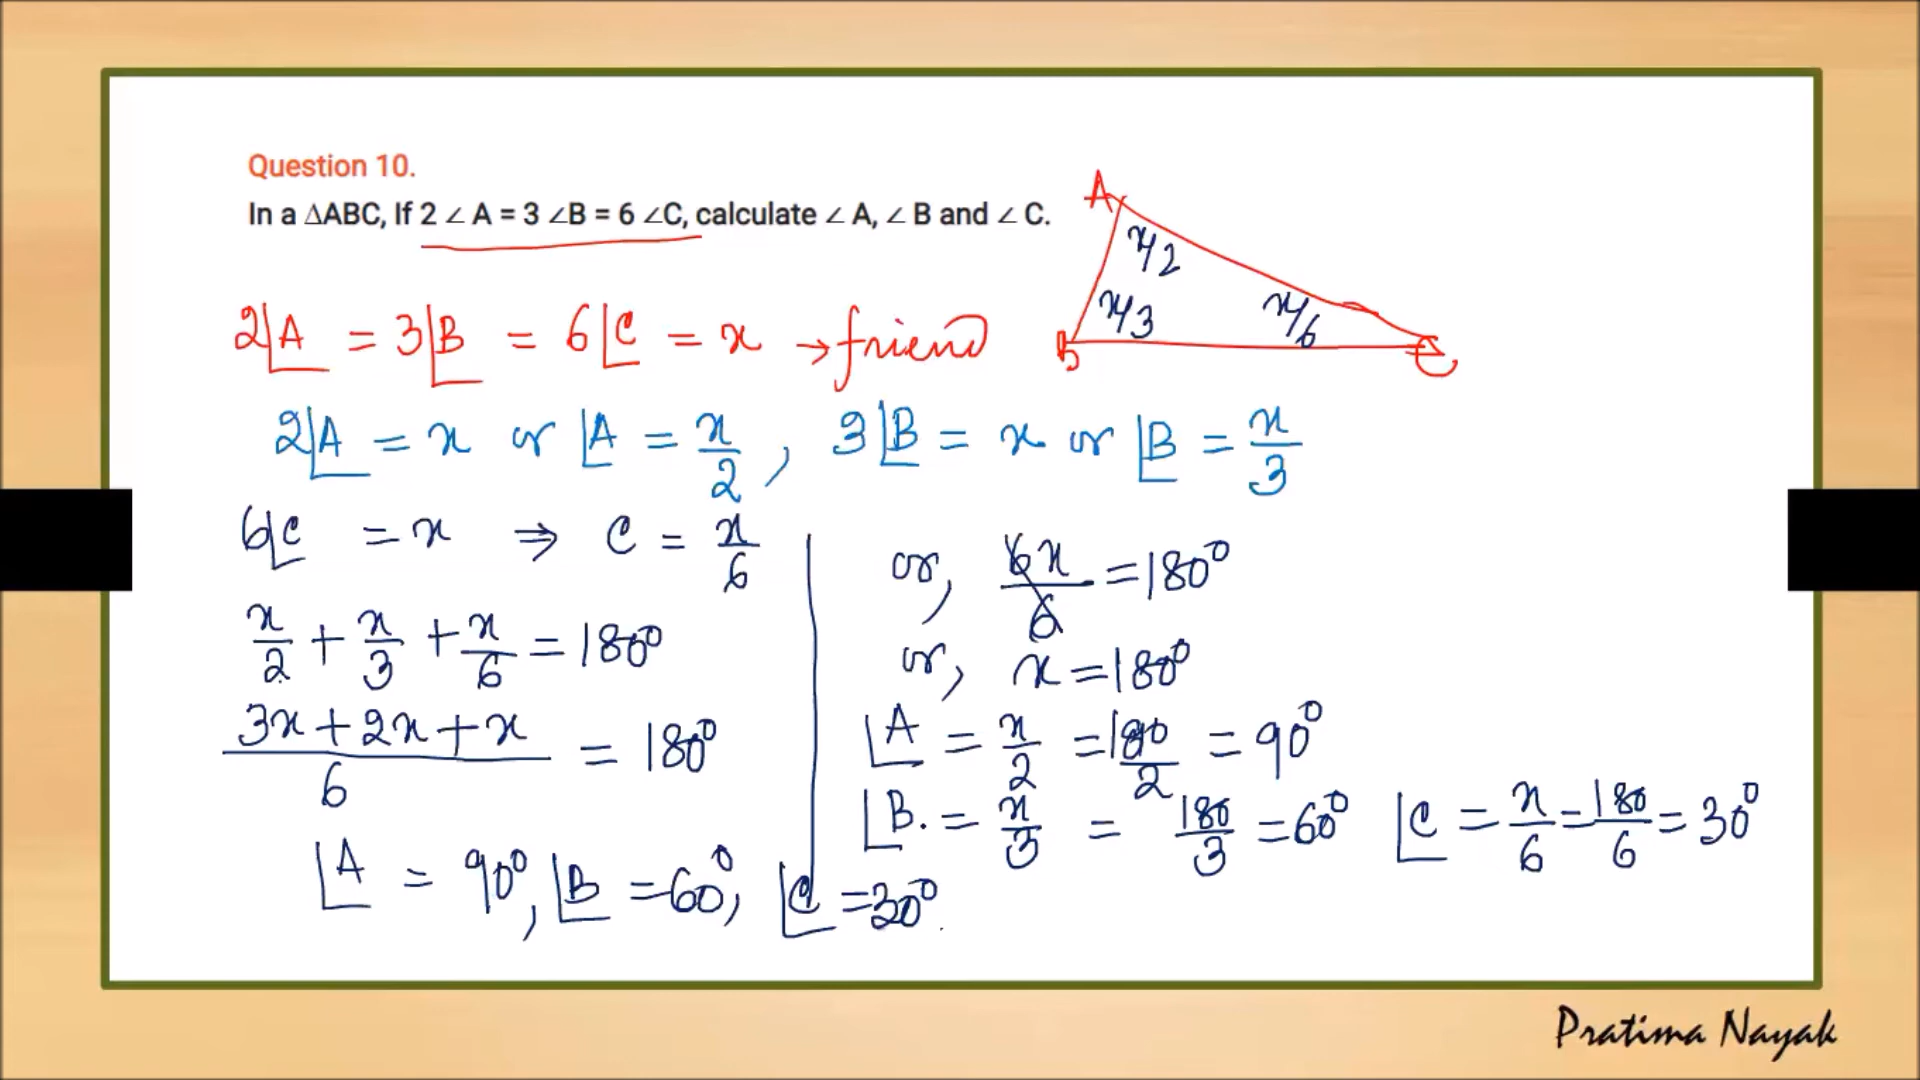 Question 10.
In a ΔABC, If 2 ∠ A = 3 ∠B = 6 ∠C, calculate ∠ A, ∠ B and ∠ C.
A
x/2
x/3
x/6
B
C
2∠A = 3∠B = 6∠C = x → friend
2∠A = x or ∠A = x/2 , 3∠B = x or ∠B = x/3
6∠C = x ⇒ C = x/6
x/2 + x/3 + x/6 = 180°
(3x + 2x + x)/6 = 180°
or, 6x/6 = 180°
or, x = 180°
∠A = x/2 = 180/2 = 90°
∠B. = x/3 = 180/3 = 60° ∠C = x/6 = 180/6 = 30°
∠A = 90°, ∠B = 60°, ∠C = 30°.
Pratima Nayak